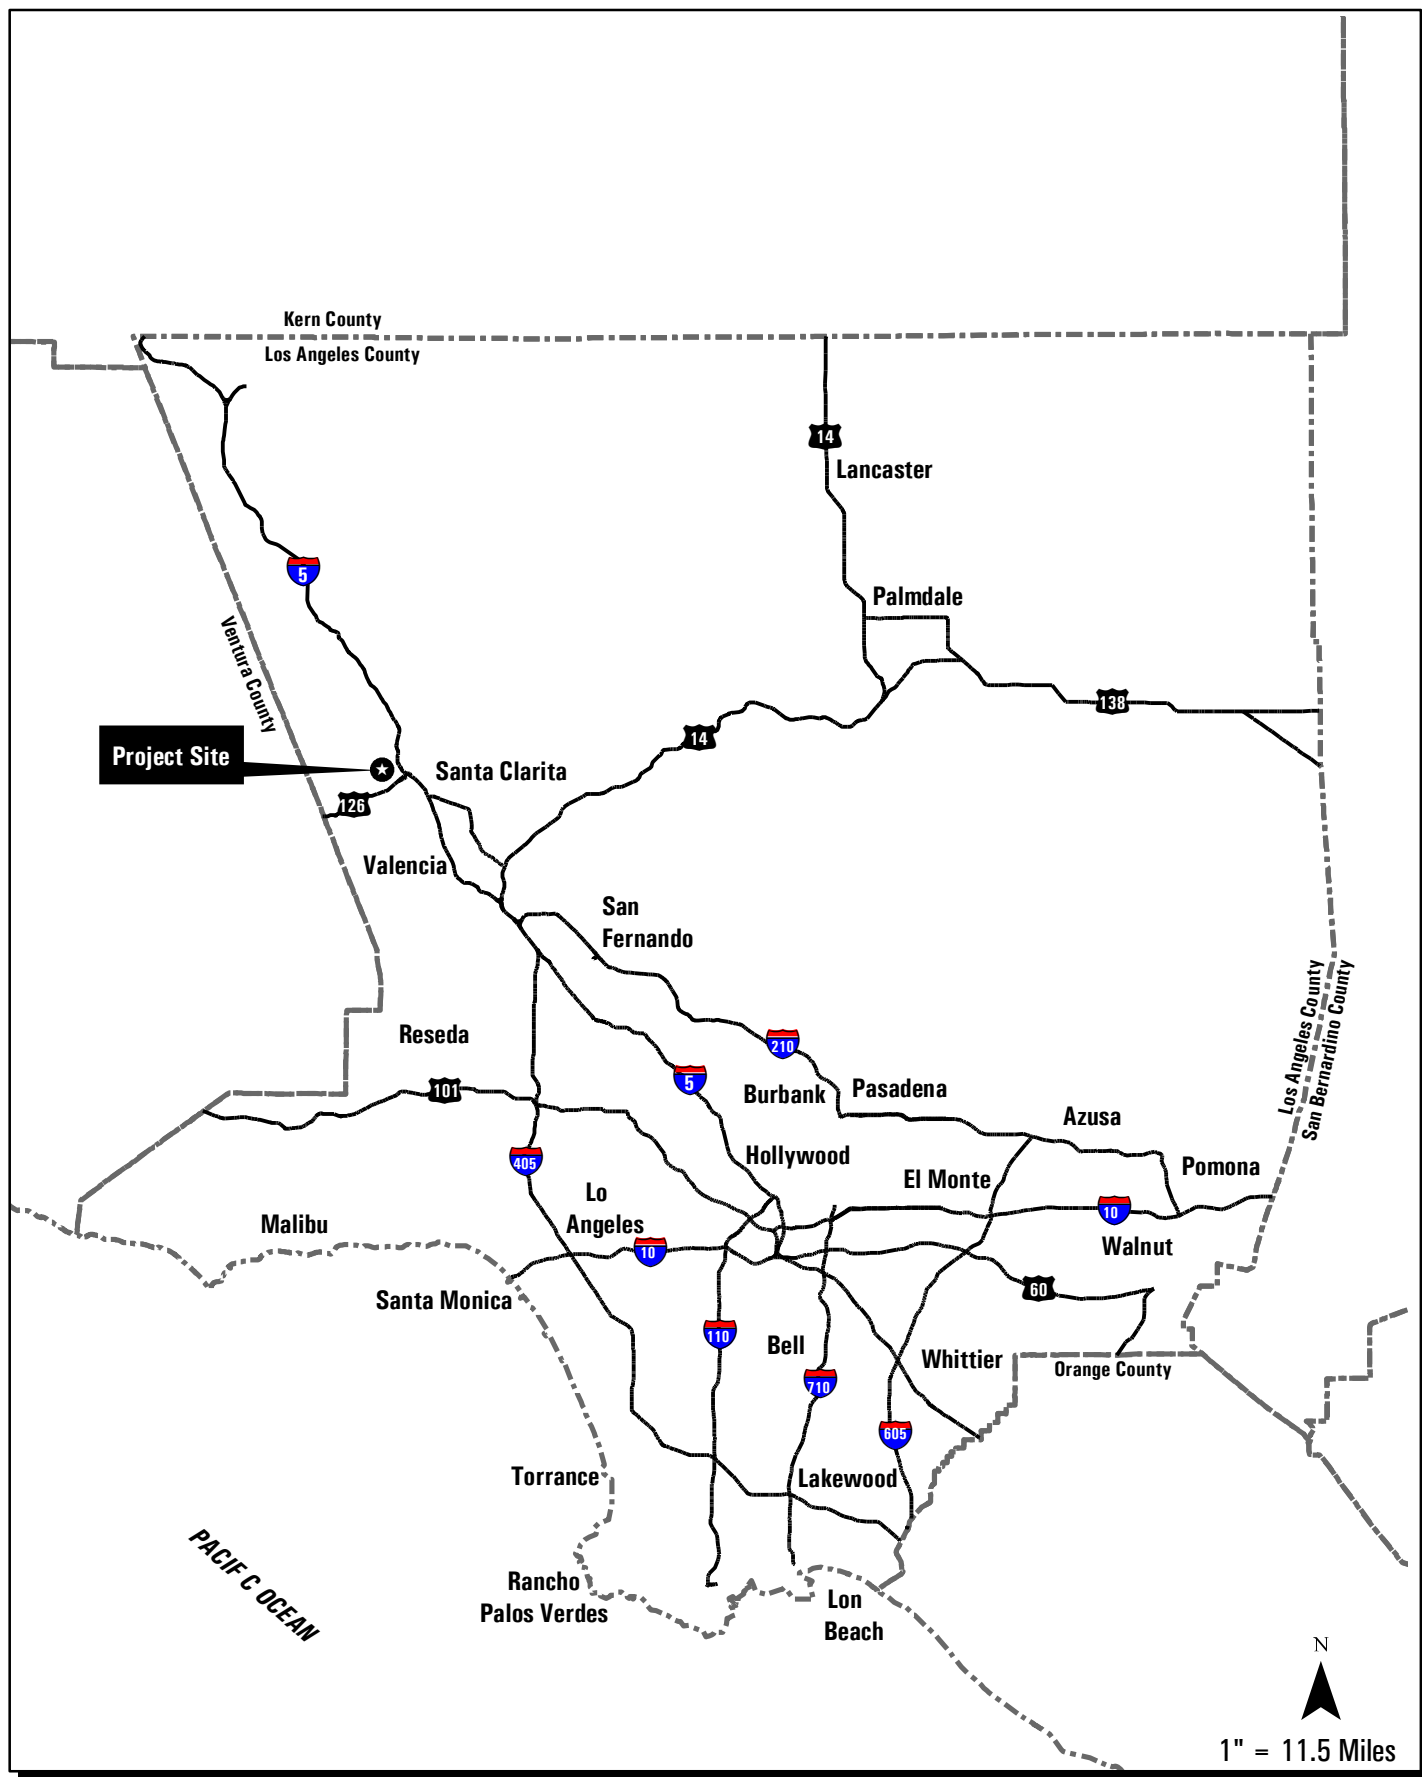 Kern County
Los Angeles County
14
Lancaster
5
Palmdale
Ventura County
138
14
Project Site
Santa Clarita
126
Valencia
San
Fernando
Los Angeles County
San Bernardino County
Reseda
210
5
101
Burbank
Pasadena
Azusa
Hollywood
405
Pomona
El Monte
Lo
Angeles
10
Malibu
10
Walnut
60
Santa Monica
110
Bell
Whittier
Orange County
710
605
Torrance
Lakewood
PACIF C OCEAN
Rancho
Palos Verdes
Lon
Beach
N
1" = 11.5 Miles